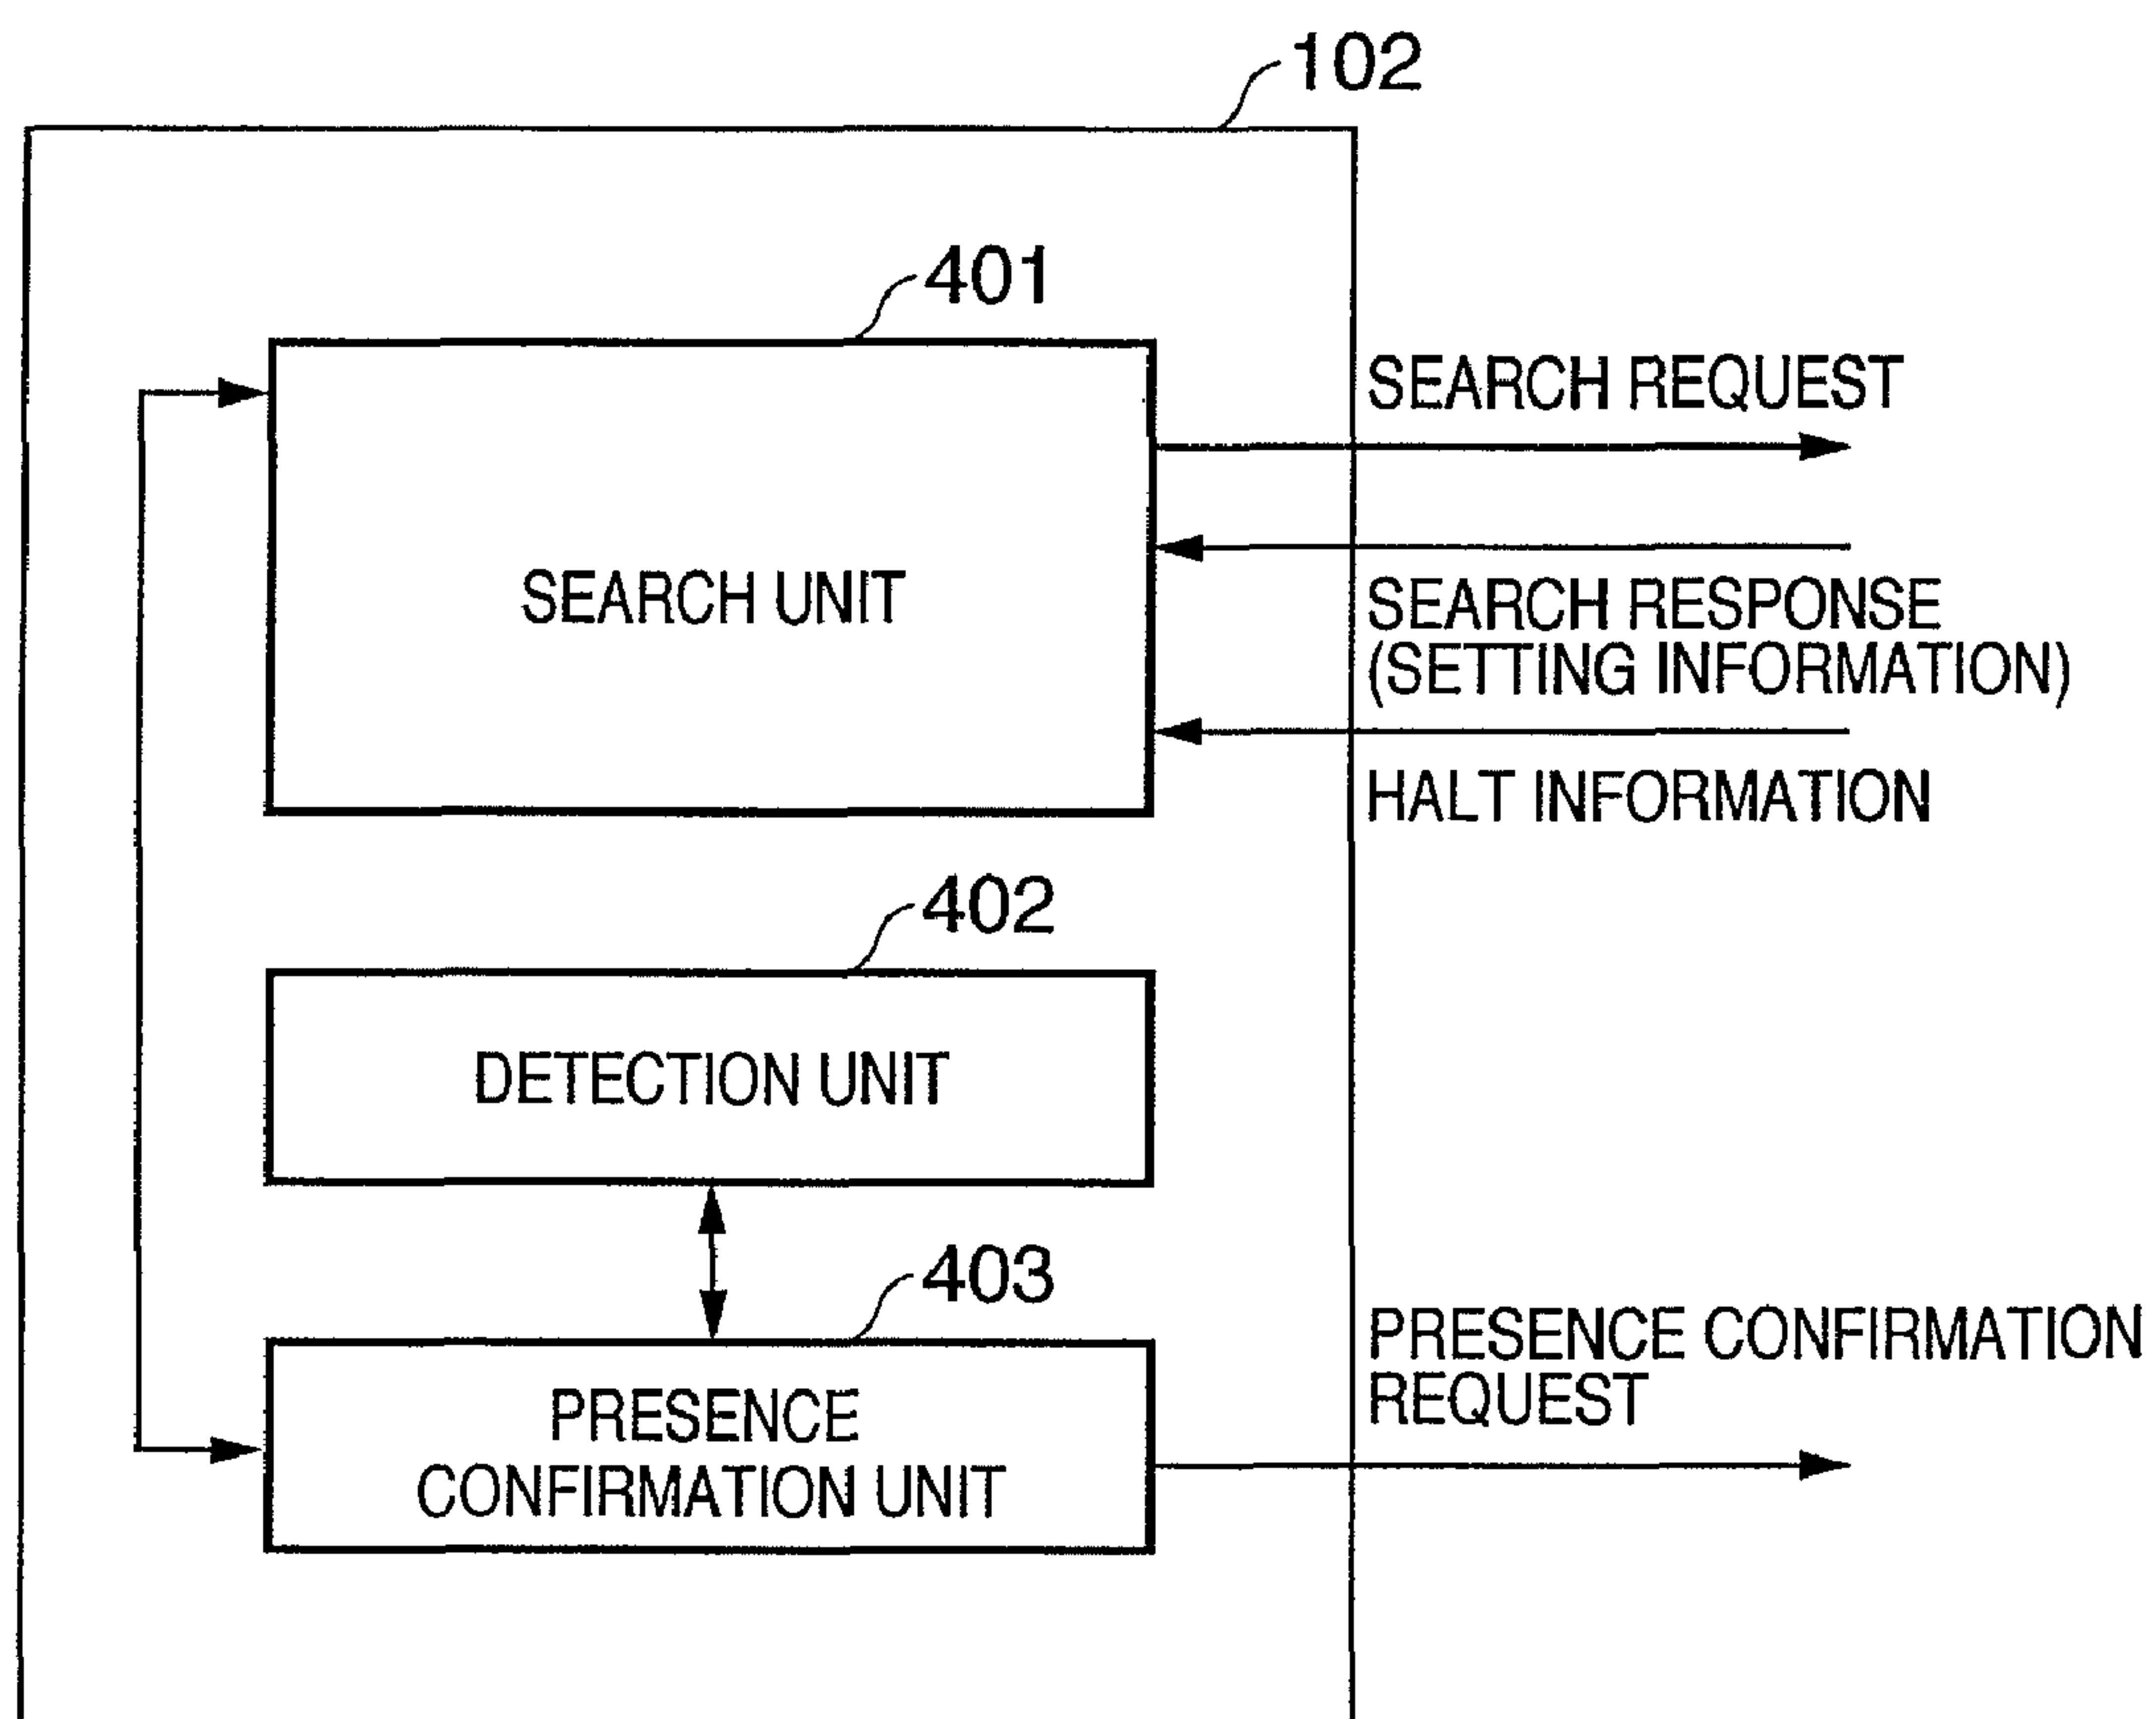 102
401
SEARCH REQUEST
SEARCH UNIT
SEARCH RESPONSE
(SETTING INFORMATION)
HALT INFORMATION
402
DETECTION UNIT
403
PRESENCE CONFIRMATION
REQUEST
PRESENCE
CONFIRMATION UNIT